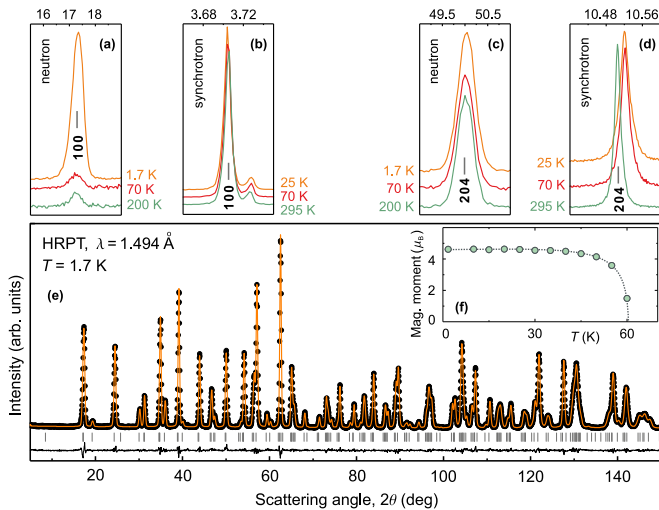 16 17 18
3.68 3.72
49.5 50.5
10.48 10.56
(a)
neutron
100
1.7 K
70 K
200 K
(b)
synchrotron
100
25 K
70 K
295 K
(c)
neutron
204
1.7 K
70 K
200 K
(d)
synchrotron
204
25 K
70 K
295 K
HRPT, λ = 1.494 Å
T = 1.7 K
(e)
Intensity (arb. units)
Mag. moment (μB)
4
2
0
(f)
0 30 60
T (K)
20 40 60 80 100 120 140
Scattering angle, 2θ (deg)